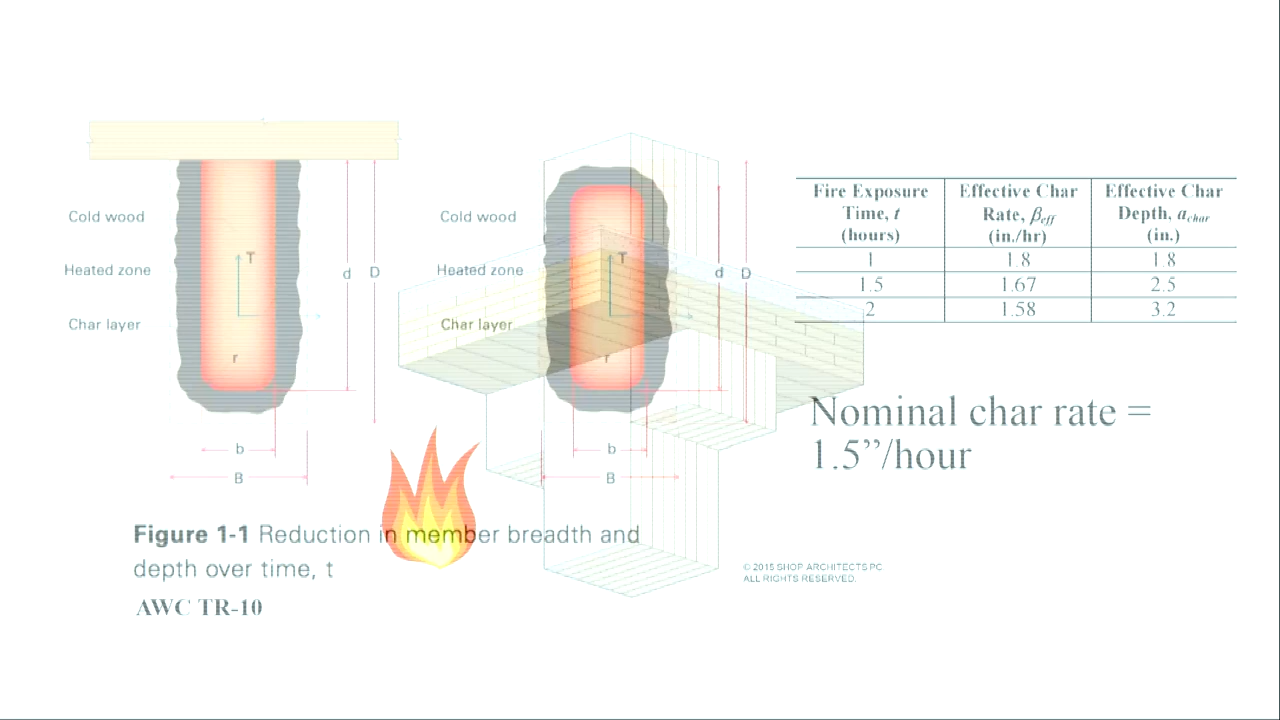 Cold wood
Heated zone
Char layer
T
r
d
D
b
B
Cold wood
Heated zone
Char layer
T
r
d
D
b
B
Figure 1-1 Reduction in member breadth and
depth over time, t
AWC TR-10
Fire Exposure Effective Char Effective Char
Time, t Rate, βeff Depth, achar
(hours) (in./hr) (in.)
1 1.8 1.8
1.5 1.67 2.5
2 1.58 3.2
Nominal char rate =
1.5”/hour
© 2015 SHOP ARCHITECTS PC
ALL RIGHTS RESERVED.